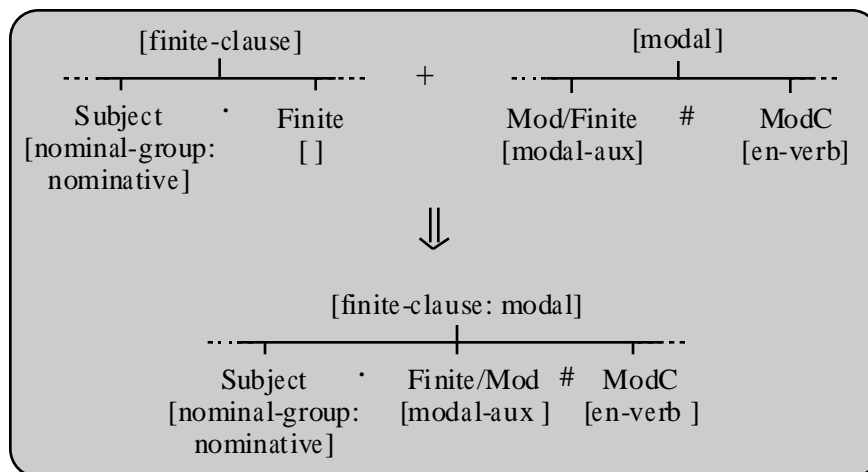 [finite-clause] [modal]
+
Subject · Finite Mod/Finite # ModC
[nominal-group: [ ] [modal-aux] [en-verb]
nominative]
⇓
[finite-clause: modal]
Subject · Finite/Mod # ModC
[nominal-group: [modal-aux ] [en-verb ]
nominative]